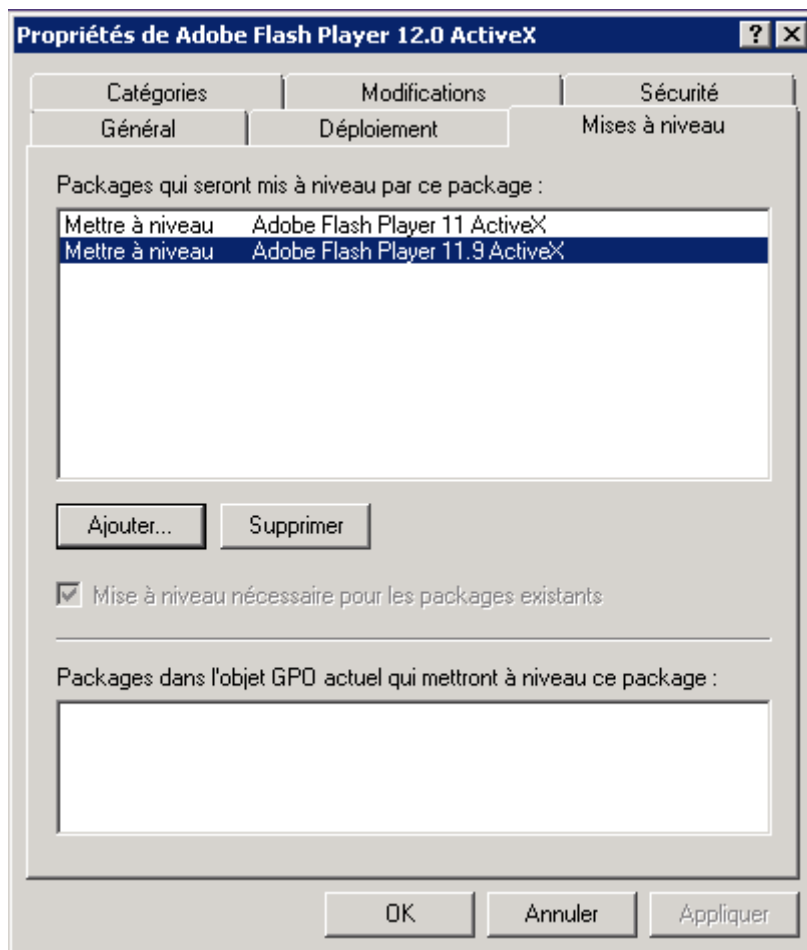 Propriétés de Adobe Flash Player 12.0 ActiveX
Catégories Modifications Sécurité
Général Déploiement Mises à niveau
Packages qui seront mis à niveau par ce package :
Mettre à niveau Adobe Flash Player 11 ActiveX
Mettre à niveau Adobe Flash Player 11.9 ActiveX
Ajouter... Supprimer
Mise à niveau nécessaire pour les packages existants
Packages dans l'objet GPO actuel qui mettront à niveau ce package :
OK Annuler Appliquer